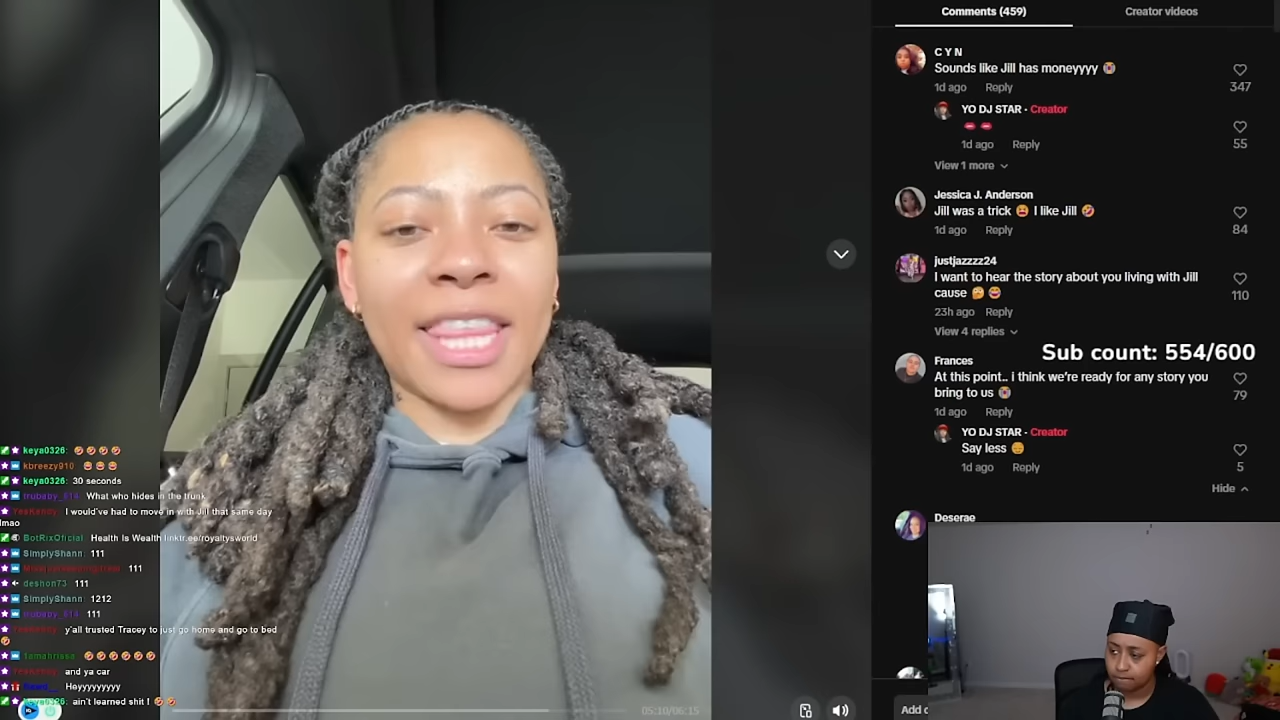 Comments (459)
Creator videos
C Y N
Sounds like Jill has moneyyyy 😭
1d ago Reply
347
YO DJ STAR · Creator
👄 👄
1d ago Reply
55
View 1 more
Jessica J. Anderson
Jill was a trick 😩 I like Jill 🤣
1d ago Reply
84
justjazzzz24
I want to hear the story about you living with Jill
cause 🤔 😂
23h ago Reply
110
View 4 replies
Sub count: 554/600
Frances
At this point.. i think we're ready for any story you
bring to us 😭
1d ago Reply
79
YO DJ STAR · Creator
Say less
1d ago Reply
5
Hide
Deserae
Add c
05:10/06:15
keya0326: 🤣 🤣 🤣 🤣
kbreezy910
keya0326: 30 seconds
What who hides in the trunk
I would've had to move in with Jill that same day
lmao
BotRixOficial: Health Is Wealth linktr.ee/royaltysworld
SimplyShann: 111
111
deshon73: 111
SimplyShann: 1212
111
y'all trusted Tracey to just go home and go to bed
🤣
🤣 🤣 🤣 🤣 🤣 🤣
and ya car
Heyyyyyyyy
keya0326: ain't learned shit ! 🤣 🤣